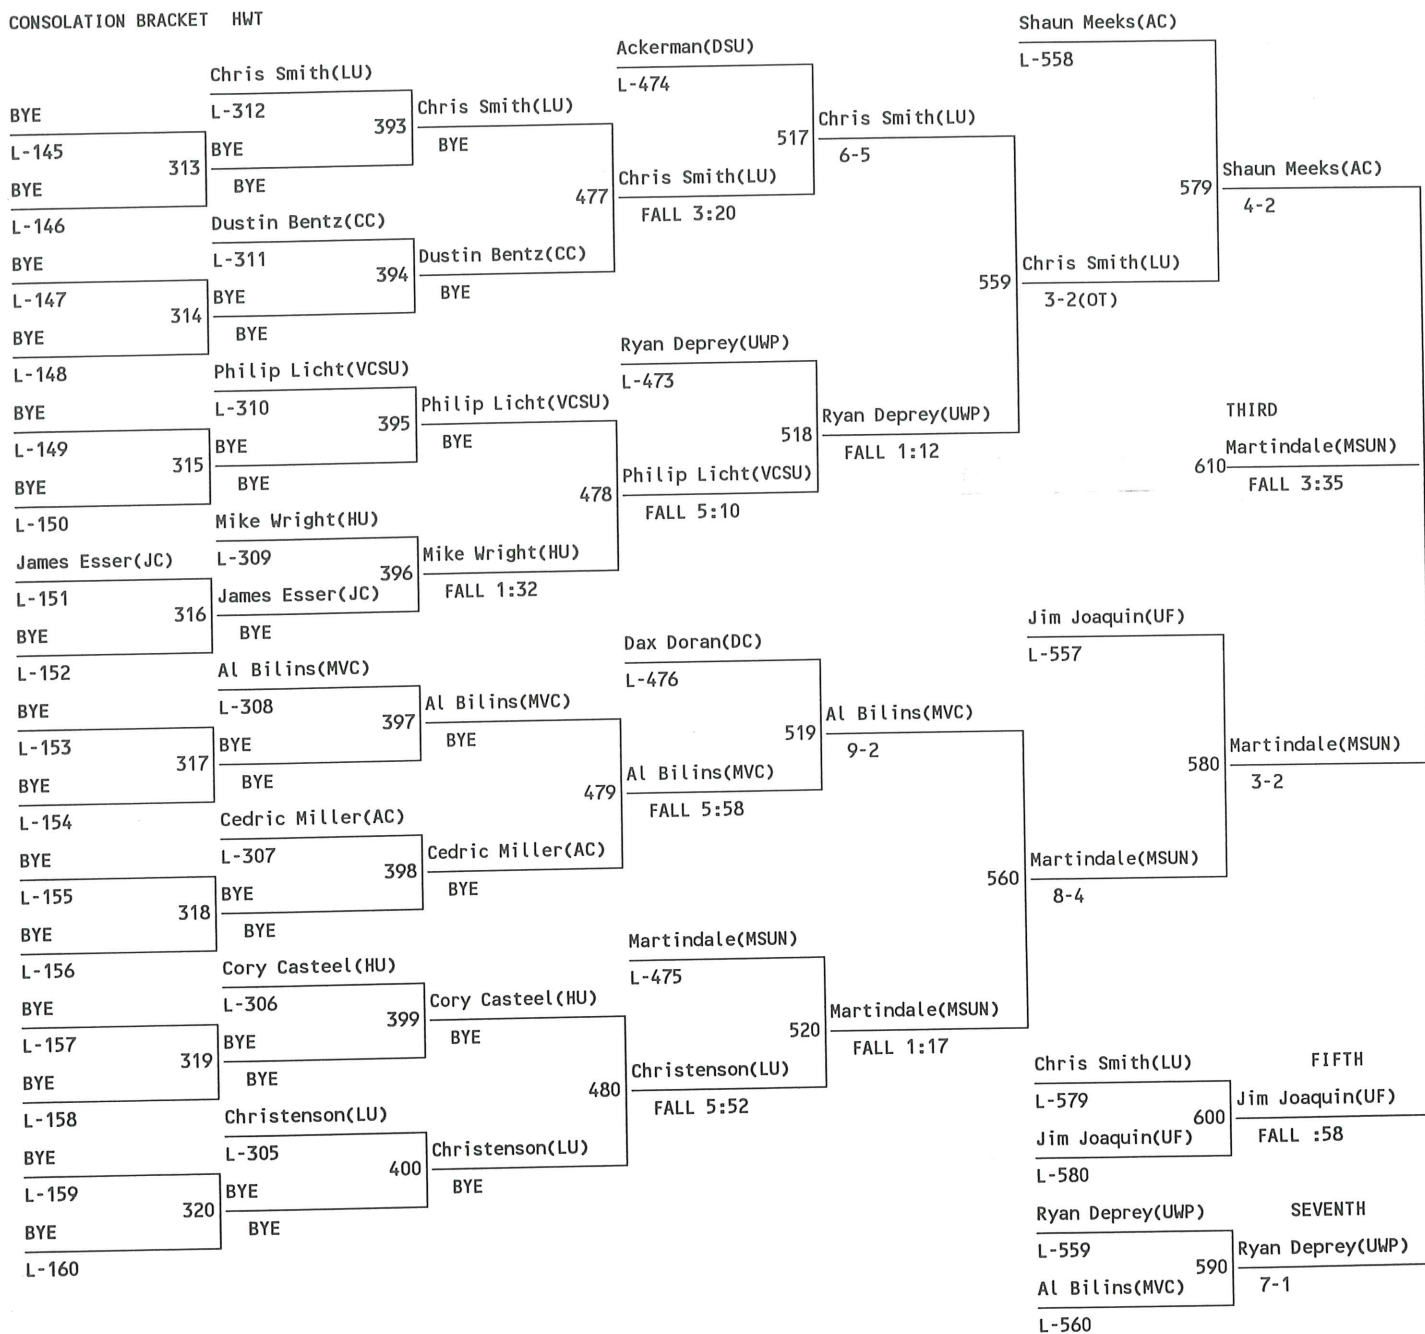 CONSOLATION BRACKET HWT
BYE
L-145
BYE
L-146
BYE
L-147
BYE
L-148
BYE
L-149
BYE
L-150
James Esser(JC)
L-151
BYE
L-152
BYE
L-153
BYE
L-154
BYE
L-155
BYE
L-156
BYE
L-157
BYE
L-158
BYE
L-159
BYE
L-160
313
314
315
316
317
318
319
320
Chris Smith(LU)
L-312
BYE
BYE
Dustin Bentz(CC)
L-311
BYE
BYE
Philip Licht(VCSU)
L-310
BYE
BYE
Mike Wright(HU)
L-309
James Esser(JC)
BYE
Al Bilins(MVC)
L-308
BYE
BYE
Cedric Miller(AC)
L-307
BYE
BYE
Cory Casteel(HU)
L-306
BYE
BYE
Christenson(LU)
L-305
BYE
BYE
393
394
395
396
397
398
399
400
Chris Smith(LU)
BYE
Dustin Bentz(CC)
BYE
Philip Licht(VCSU)
BYE
Mike Wright(HU)
FALL 1:32
Al Bilins(MVC)
BYE
Cedric Miller(AC)
BYE
Cory Casteel(HU)
BYE
Christenson(LU)
BYE
477
478
479
480
Ackerman(DSU)
L-474
Chris Smith(LU)
FALL 3:20
Ryan Deprey(UWP)
L-473
Philip Licht(VCSU)
FALL 5:10
Dax Doran(DC)
L-476
Al Bilins(MVC)
FALL 5:58
Martindale(MSUN)
L-475
Christenson(LU)
FALL 5:52
517
518
519
520
Chris Smith(LU)
6-5
Ryan Deprey(UWP)
FALL 1:12
Al Bilins(MVC)
9-2
Martindale(MSUN)
FALL 1:17
559
560
Shaun Meeks(AC)
L-558
Chris Smith(LU)
3-2(OT)
Jim Joaquin(UF)
L-557
Martindale(MSUN)
8-4
579
580
Shaun Meeks(AC)
4-2
Martindale(MSUN)
3-2
THIRD
610
Martindale(MSUN)
FALL 3:35
Chris Smith(LU)
L-579
Jim Joaquin(UF)
L-580
600
FIFTH
Jim Joaquin(UF)
FALL :58
Ryan Deprey(UWP)
L-559
Al Bilins(MVC)
L-560
590
SEVENTH
Ryan Deprey(UWP)
7-1